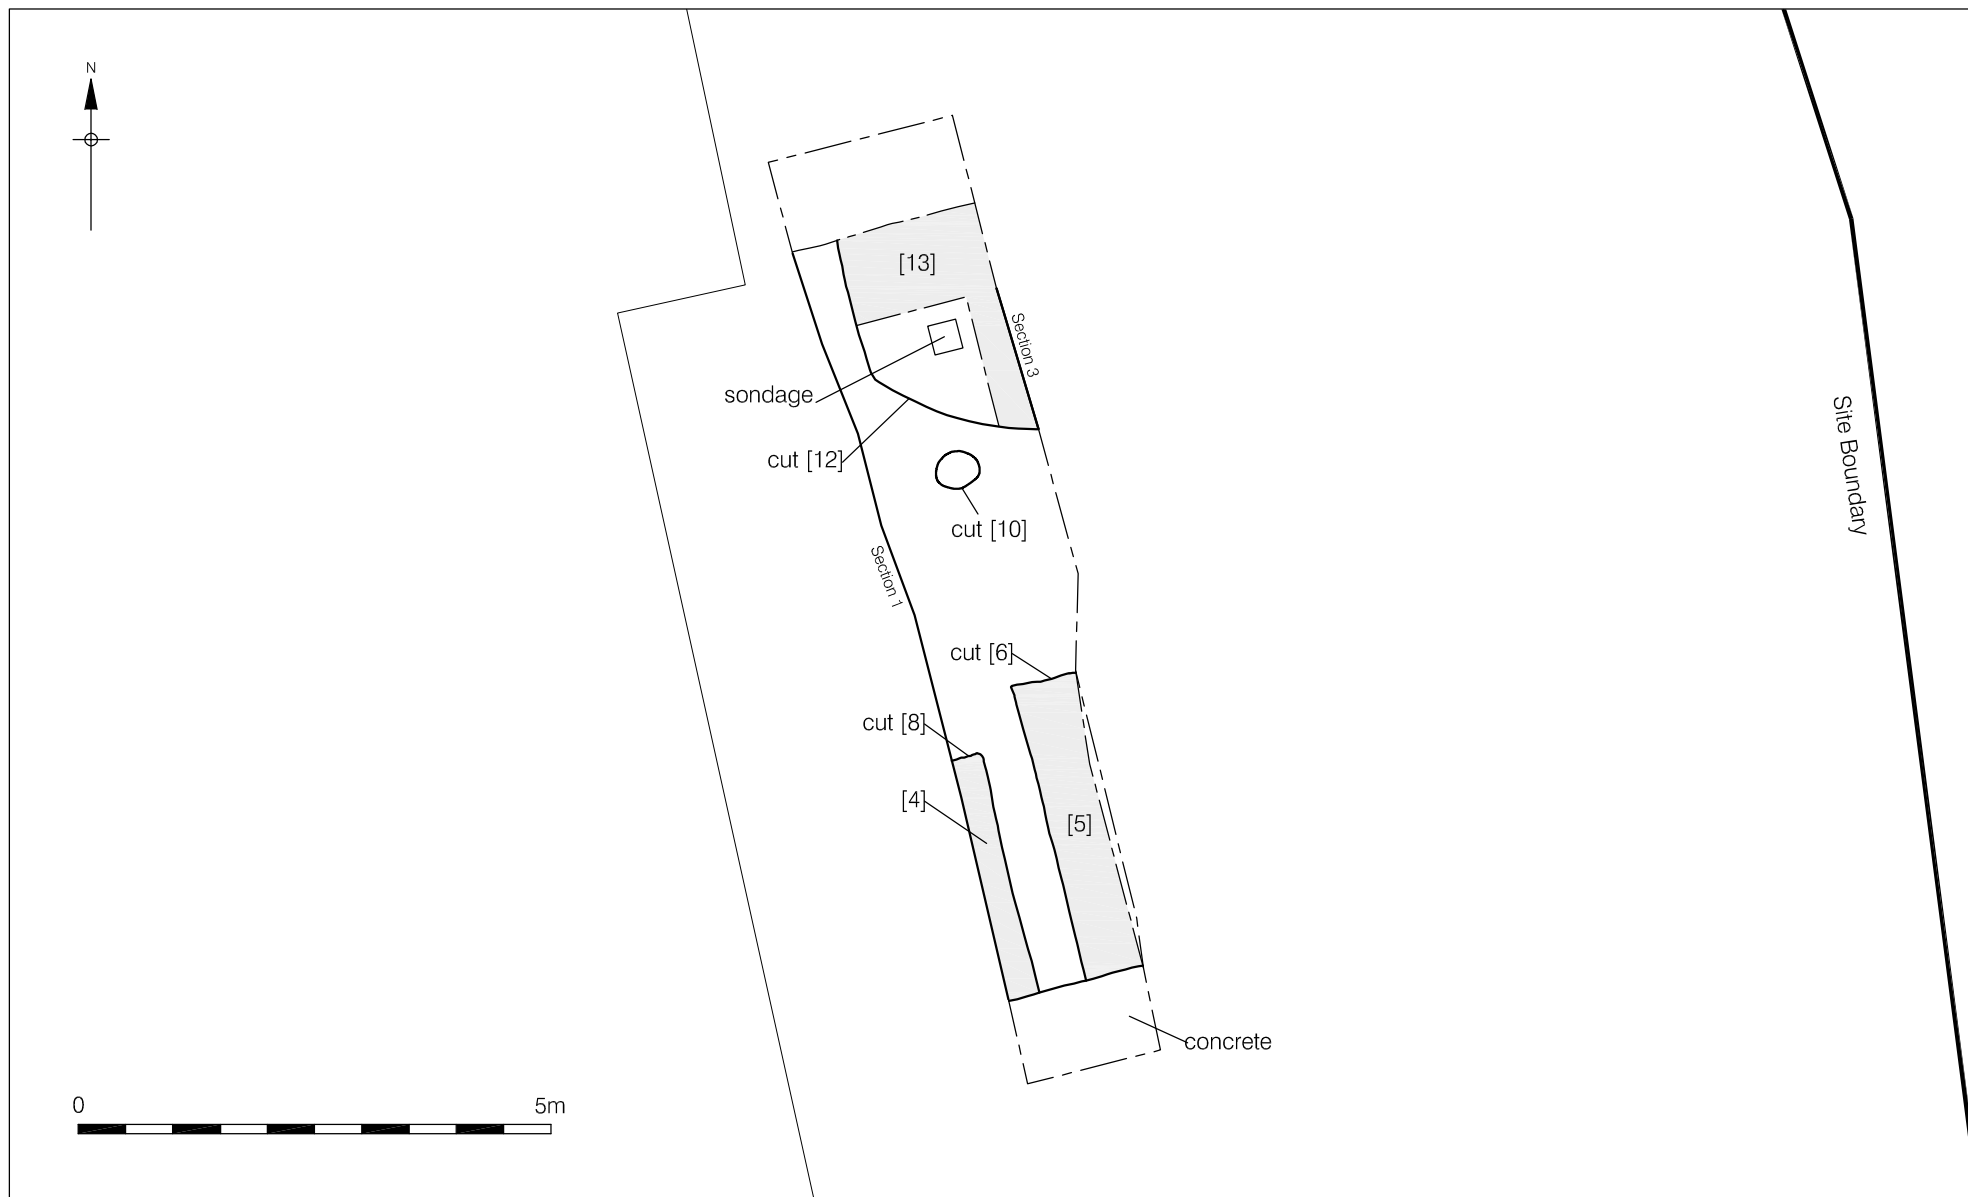 N
[13]
Section 3
sondage
Site Boundary
cut [12]
cut [10]
Section 1
cut [6]
cut [8]
[4]
[5]
concrete
0
5m